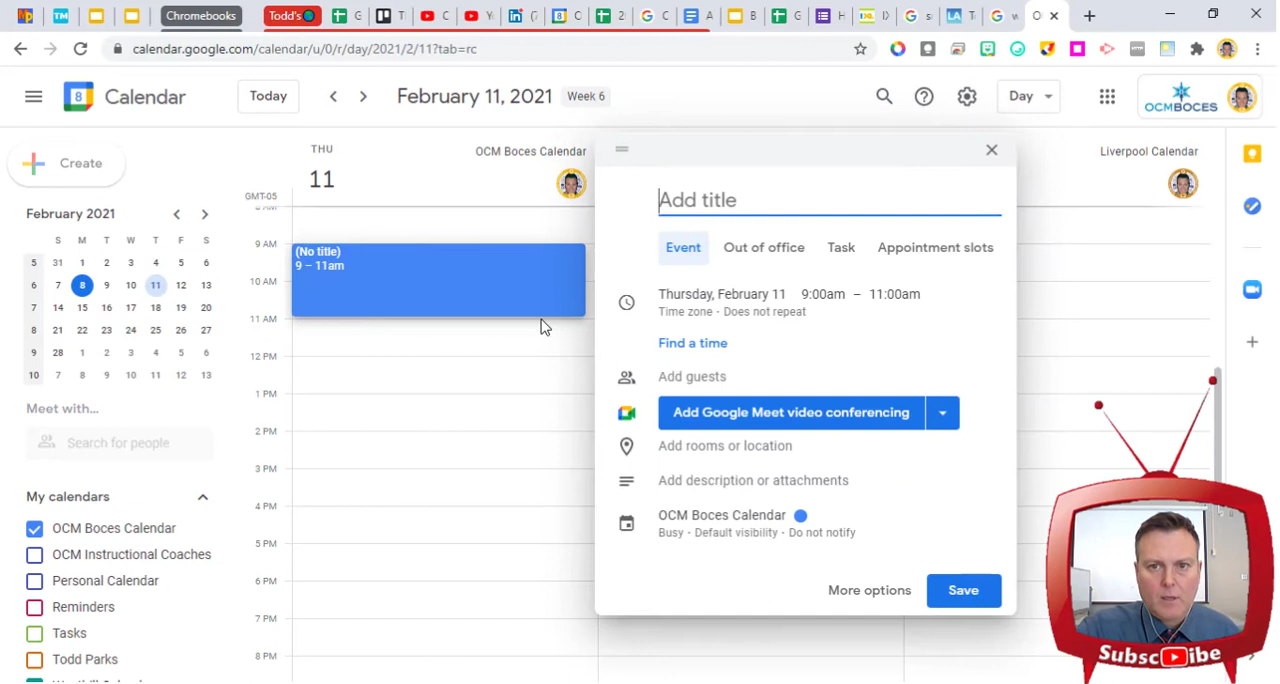 Chromebooks
Todd's
calendar.google.com/calendar/u/0/r/day/2021/2/11?tab=rc
8
Calendar
Today
February 11, 2021
Week 6
Day
OCMBOCES
Create
THU
11
OCM Boces Calendar
Liverpool Calendar
GMT-05
February 2021
S M T W T F S
5 31 1 2 3 4 5 6
6 7 8 9 10 11 12 13
7 14 15 16 17 18 19 20
8 21 22 23 24 25 26 27
9 28 1 2 3 4 5 6
10 7 8 9 10 11 12 13
Meet with...
Search for people
My calendars
OCM Boces Calendar
OCM Instructional Coaches
Personal Calendar
Reminders
Tasks
Todd Parks
9 AM
10 AM
11 AM
12 PM
1 PM
2 PM
3 PM
4 PM
5 PM
6 PM
7 PM
8 PM
(No title)
9 – 11am
Add title
Event
Out of office
Task
Appointment slots
Thursday, February 11 9:00am – 11:00am
Time zone · Does not repeat
Find a time
Add guests
Add Google Meet video conferencing
Add rooms or location
Add description or attachments
OCM Boces Calendar
Busy · Default visibility · Do not notify
More options
Save